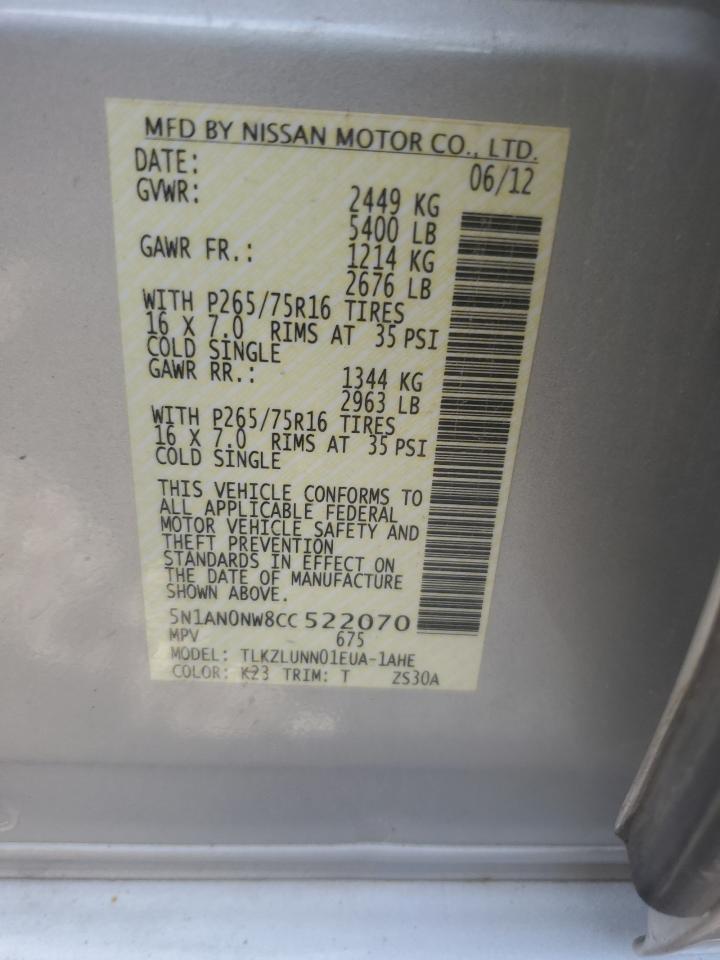 MFD BY NISSAN MOTOR CO., LTD.
DATE: 06/12
GVWR: 2449 KG
5400 LB
GAWR FR.: 1214 KG
2676 LB
WITH P265/75R16 TIRES
16 X 7.0 RIMS AT 35 PSI
COLD SINGLE
GAWR RR.: 1344 KG
2963 LB
WITH P265/75R16 TIRES
16 X 7.0 RIMS AT 35 PSI
COLD SINGLE
THIS VEHICLE CONFORMS TO
ALL APPLICABLE FEDERAL
MOTOR VEHICLE SAFETY AND
THEFT PREVENTION
STANDARDS IN EFFECT ON
THE DATE OF MANUFACTURE
SHOWN ABOVE.
5N1AN0NW8CC 522070
MPV 675
MODEL: TLKZLUNN01EUA-1AHE
COLOR: K23 TRIM: T ZS30A